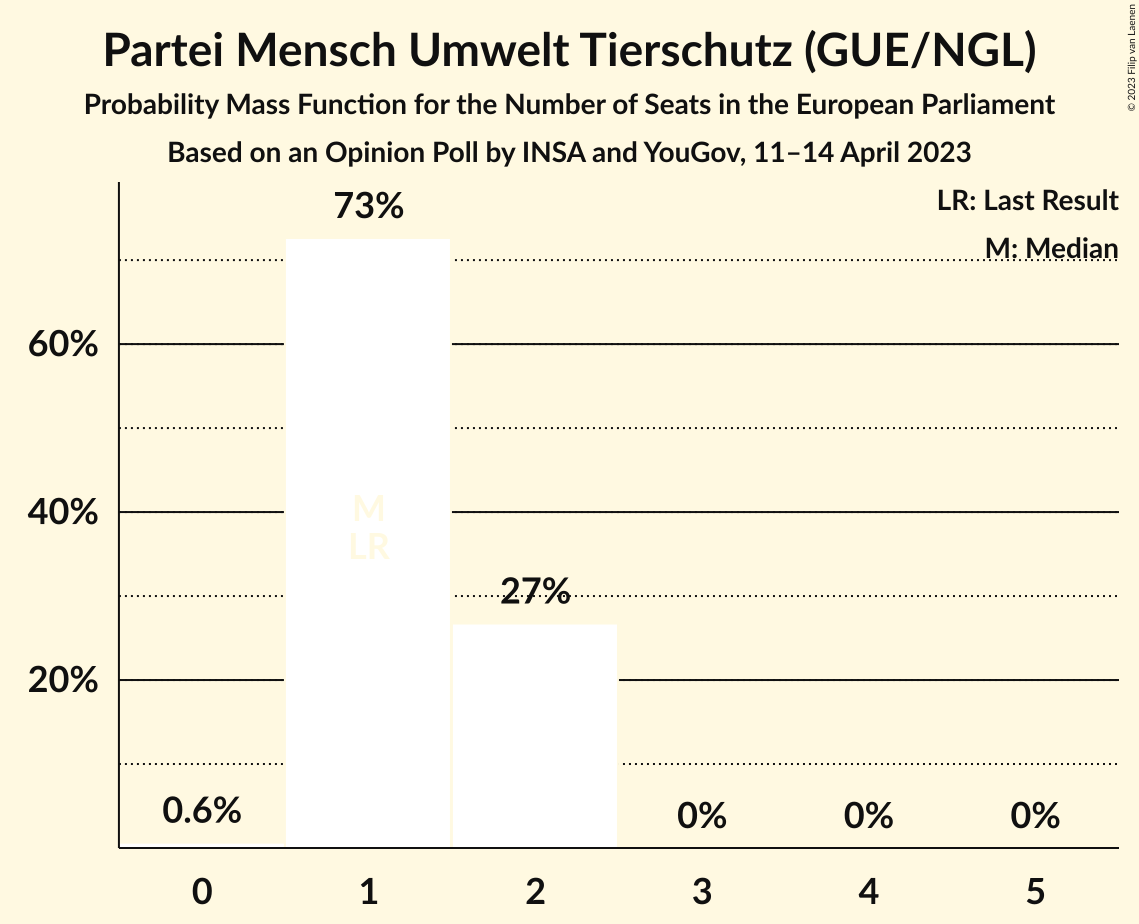 Partei Mensch Umwelt Tierschutz (GUE/NGL)
Probability Mass Function for the Number of Seats in the European Parliament
Based on an Opinion Poll by INSA and YouGov, 11–14 April 2023
© 2023 Filip van Laenen
LR: Last Result
M: Median
73%
60%
40%
20%
M
LR
27%
0.6%
0%
0%
0%
0 1 2 3 4 5